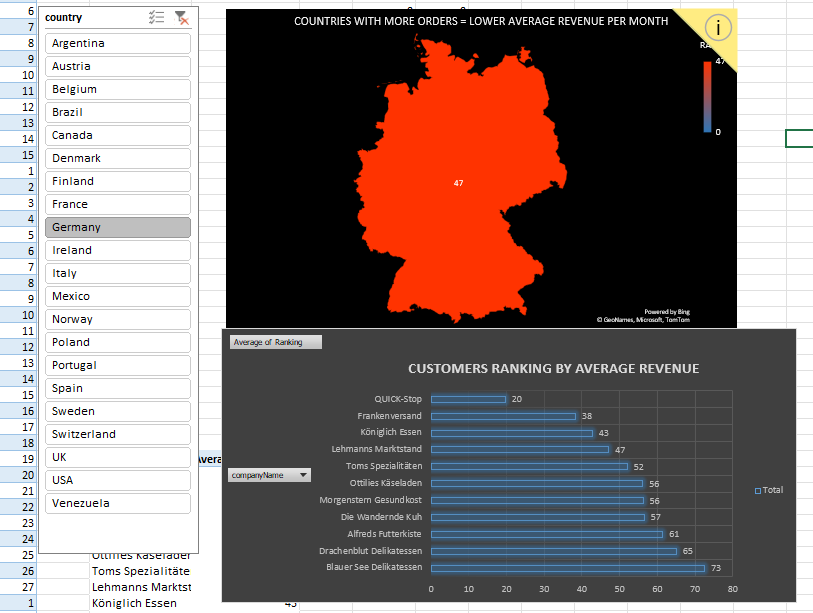 country
Argentina
Austria
Belgium
Brazil
Canada
Denmark
Finland
France
Germany
Ireland
Italy
Mexico
Norway
Poland
Portugal
Spain
Sweden
Switzerland
UK
USA
Venezuela
6
7
8
9
10
11
12
13
14
15
1
2
3
4
5
6
7
8
9
10
11
12
13
14
15
16
17
18
19
20
21
22
23
24
25
26
27
1
Toms Spezialitäte
Lehmanns Marktst
Königlich Essen
COUNTRIES WITH MORE ORDERS = LOWER AVERAGE REVENUE PER MONTH
i
47
0
47
Powered by Bing
© GeoNames, Microsoft, TomTom
Average of Ranking
CUSTOMERS RANKING BY AVERAGE REVENUE
companyName
QUICK-Stop 20
Frankenversand 38
Königlich Essen 43
Lehmanns Marktstand 47
Toms Spezialitäten 52
Ottilies Käseladen 56
Morgenstern Gesundkost 56
Die Wandernde Kuh 57
Alfreds Futterkiste 61
Drachenblut Delikatessen 65
Blauer See Delikatessen 73
0 10 20 30 40 50 60 70 80
Total